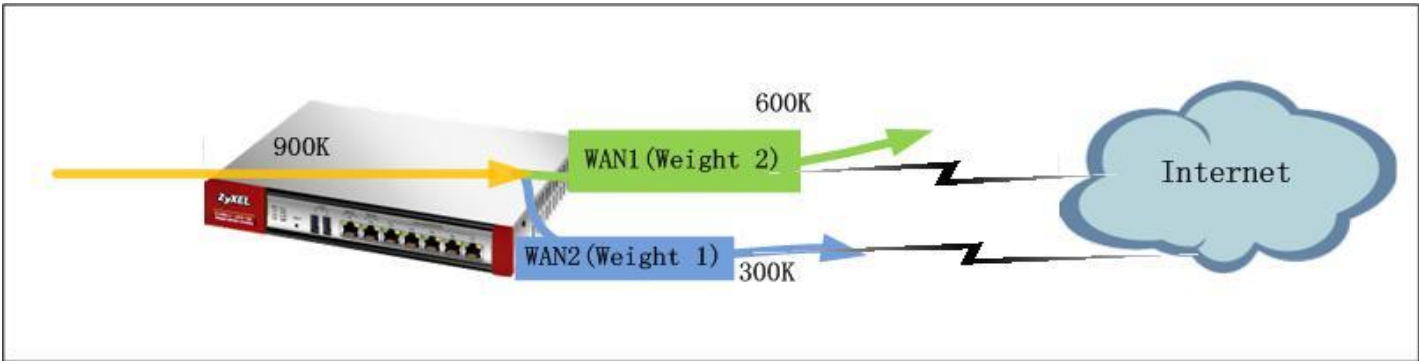 600K
900K
WAN1(Weight 2)
Internet
ZyXEL
WAN2(Weight 1)
300K